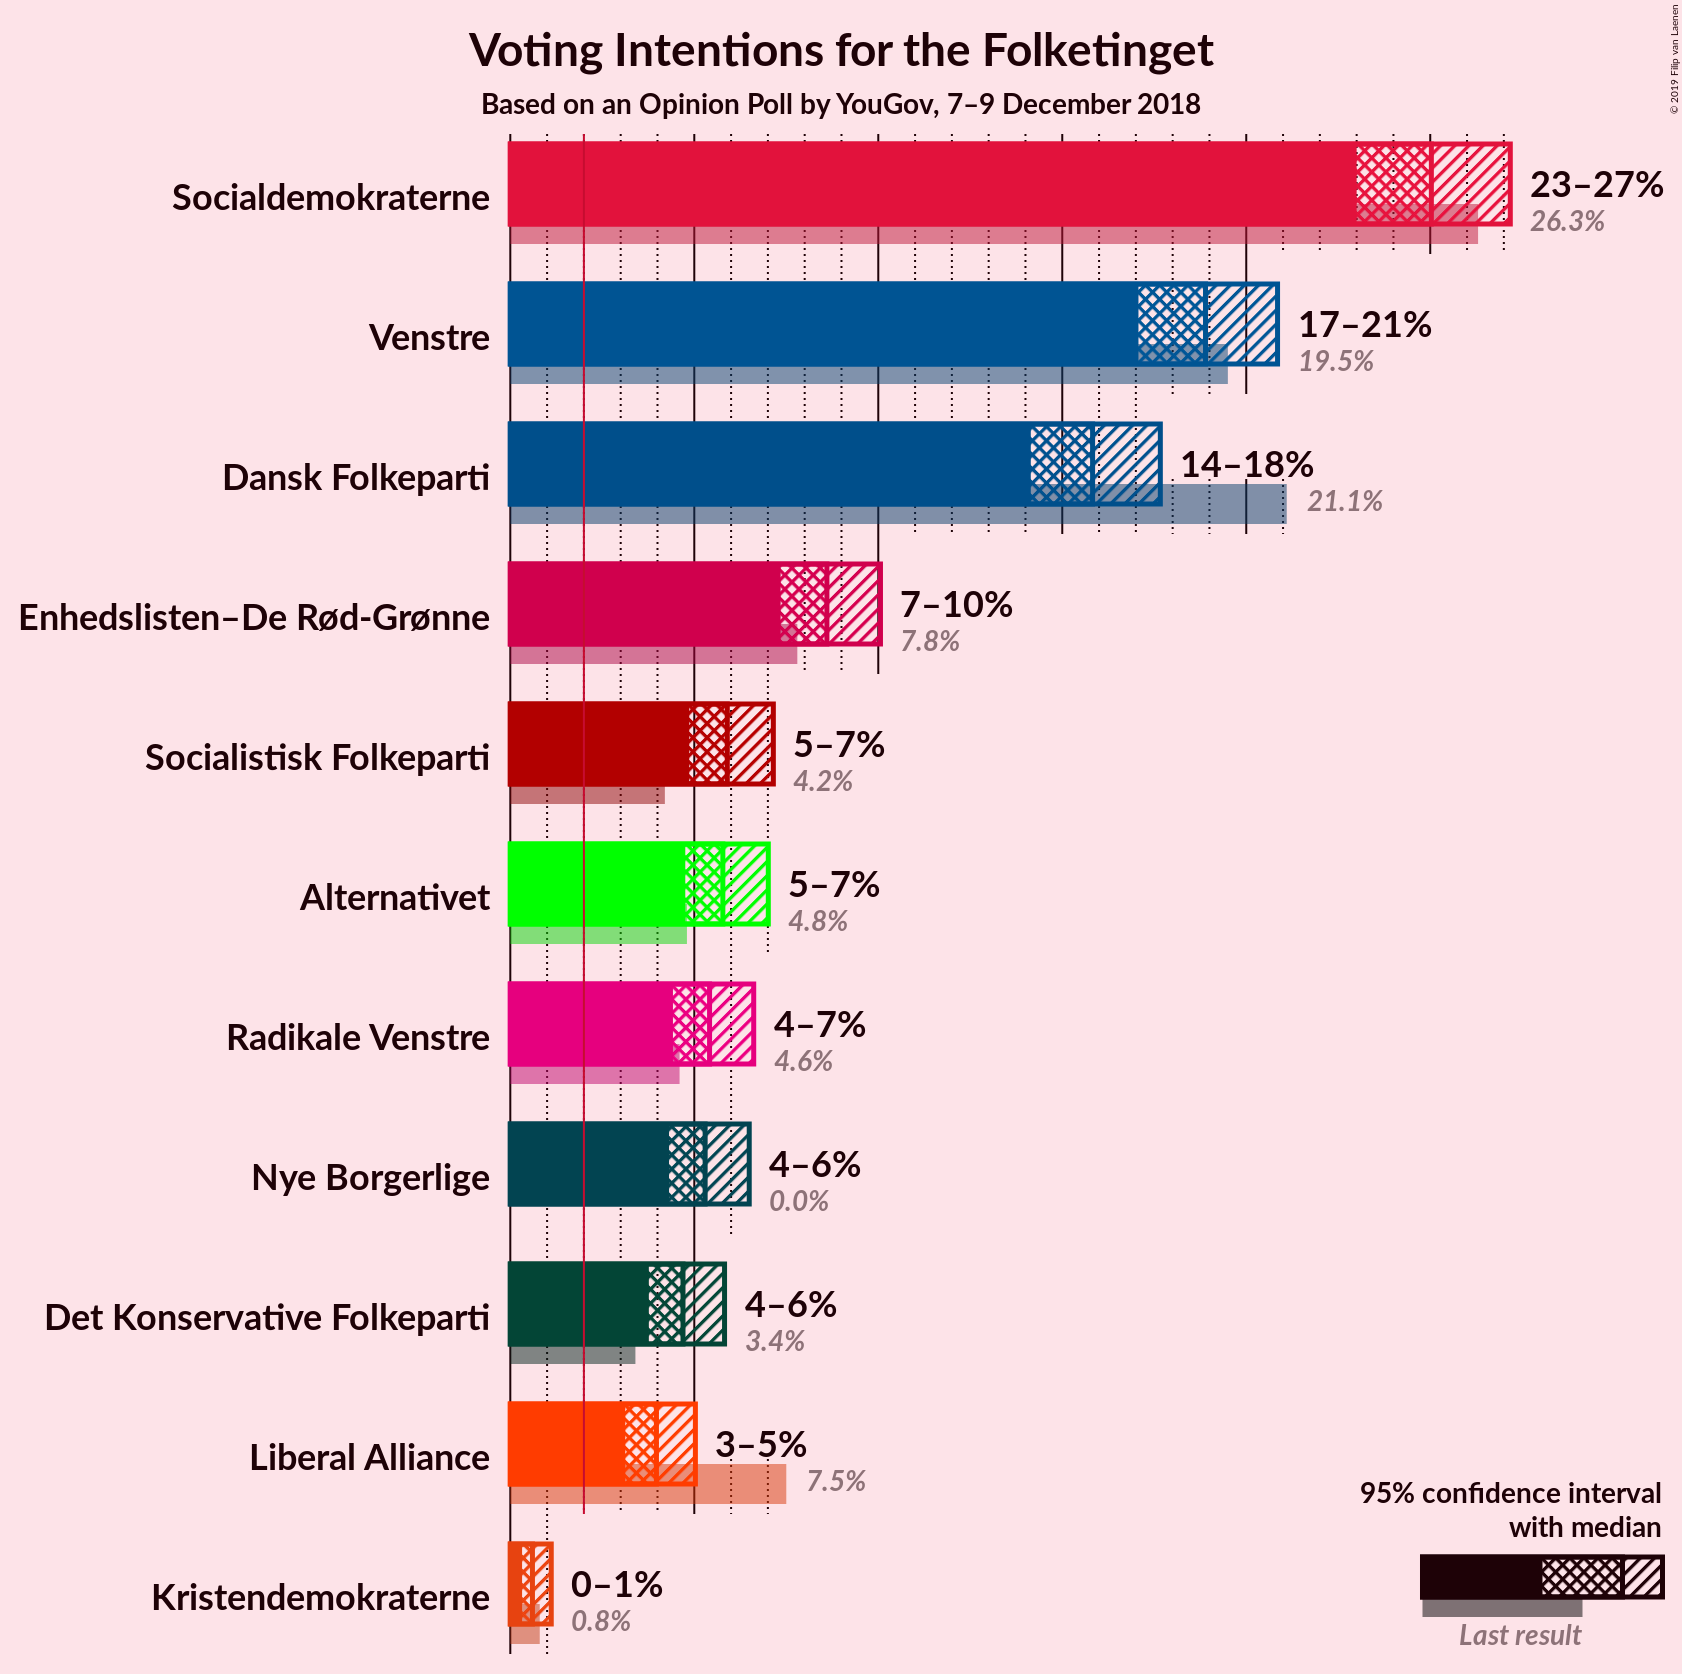 Voting Intentions for the Folketinget
Based on an Opinion Poll by YouGov, 7–9 December 2018
© 2019 Filip van Laenen
Socialdemokraterne
23–27%
26.3%
Venstre
17–21%
19.5%
Dansk Folkeparti
14–18%
21.1%
Enhedslisten–De Rød-Grønne
7–10%
7.8%
Socialistisk Folkeparti
5–7%
4.2%
Alternativet
5–7%
4.8%
Radikale Venstre
4–7%
4.6%
Nye Borgerlige
4–6%
0.0%
Det Konservative Folkeparti
4–6%
3.4%
Liberal Alliance
3–5%
7.5%
Kristendemokraterne
0–1%
0.8%
95% confidence interval
with median
Last result